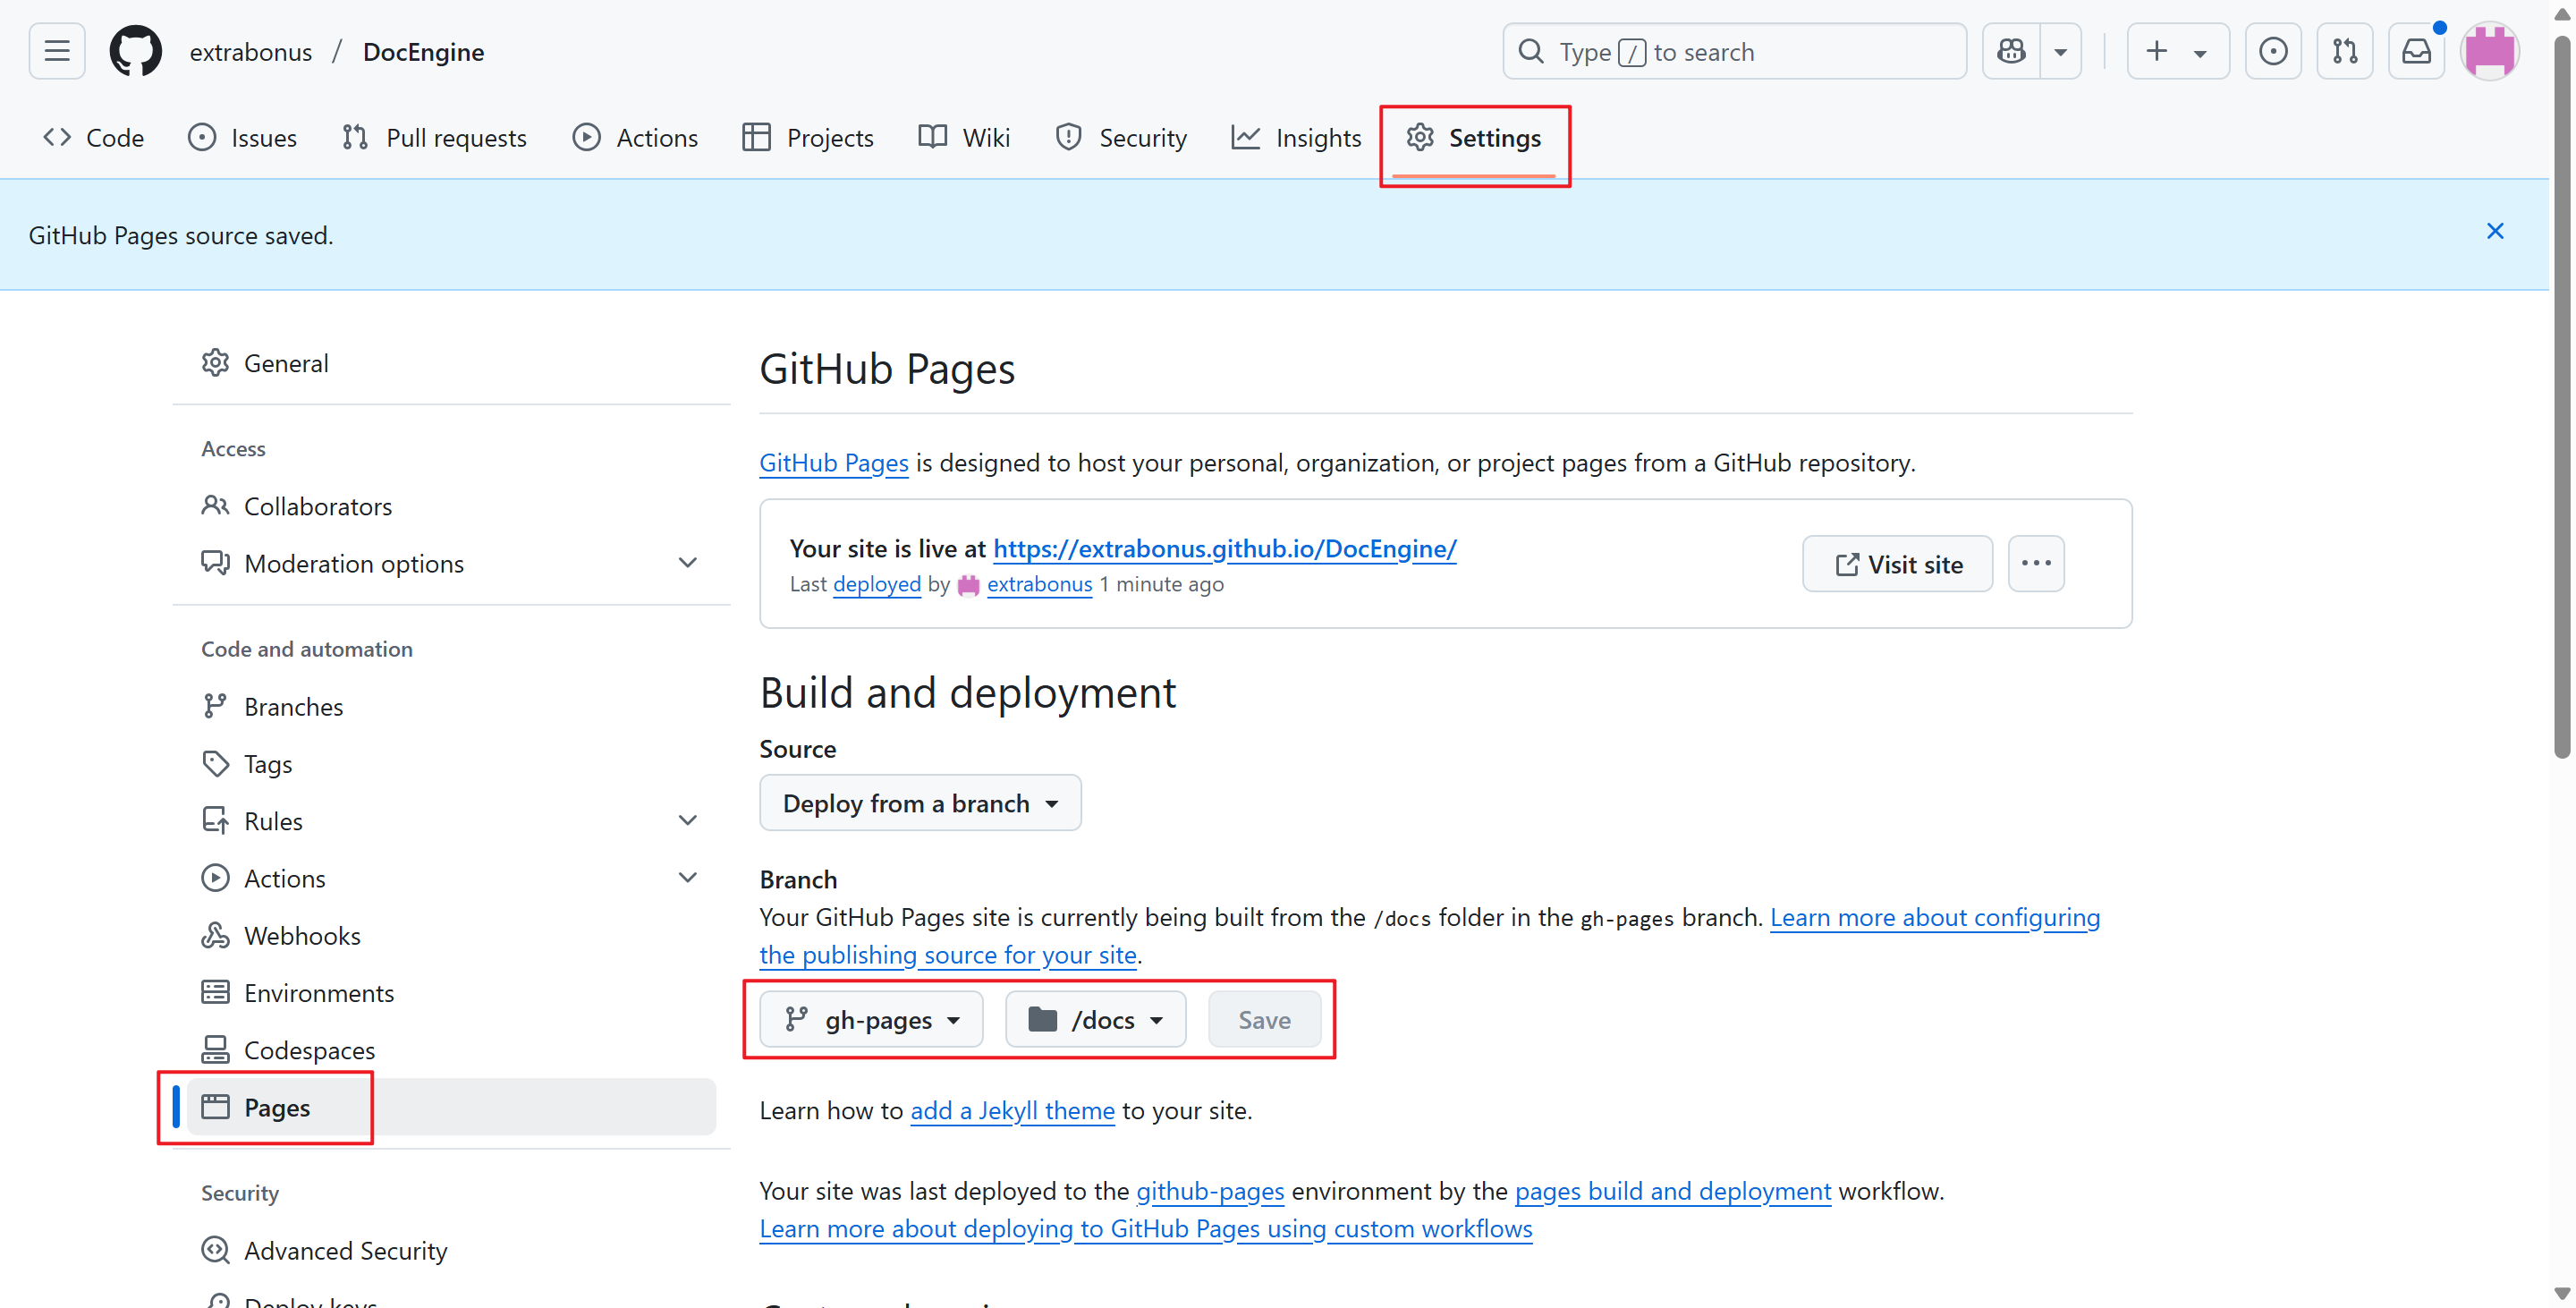 extrabonus / DocEngine
Type / to search
Code Issues Pull requests Actions Projects Wiki Security Insights Settings
GitHub Pages source saved.
General
Access
Collaborators
Moderation options
Code and automation
Branches
Tags
Rules
Actions
Webhooks
Environments
Codespaces
Pages
Security
Advanced Security
Deploy keys
GitHub Pages
GitHub Pages is designed to host your personal, organization, or project pages from a GitHub repository.
Your site is live at https://extrabonus.github.io/DocEngine/
Last deployed by extrabonus 1 minute ago
Visit site
Build and deployment
Source
Deploy from a branch
Branch
Your GitHub Pages site is currently being built from the /docs folder in the gh-pages branch. Learn more about configuring
the publishing source for your site.
gh-pages /docs Save
Learn how to add a Jekyll theme to your site.
Your site was last deployed to the github-pages environment by the pages build and deployment workflow.
Learn more about deploying to GitHub Pages using custom workflows